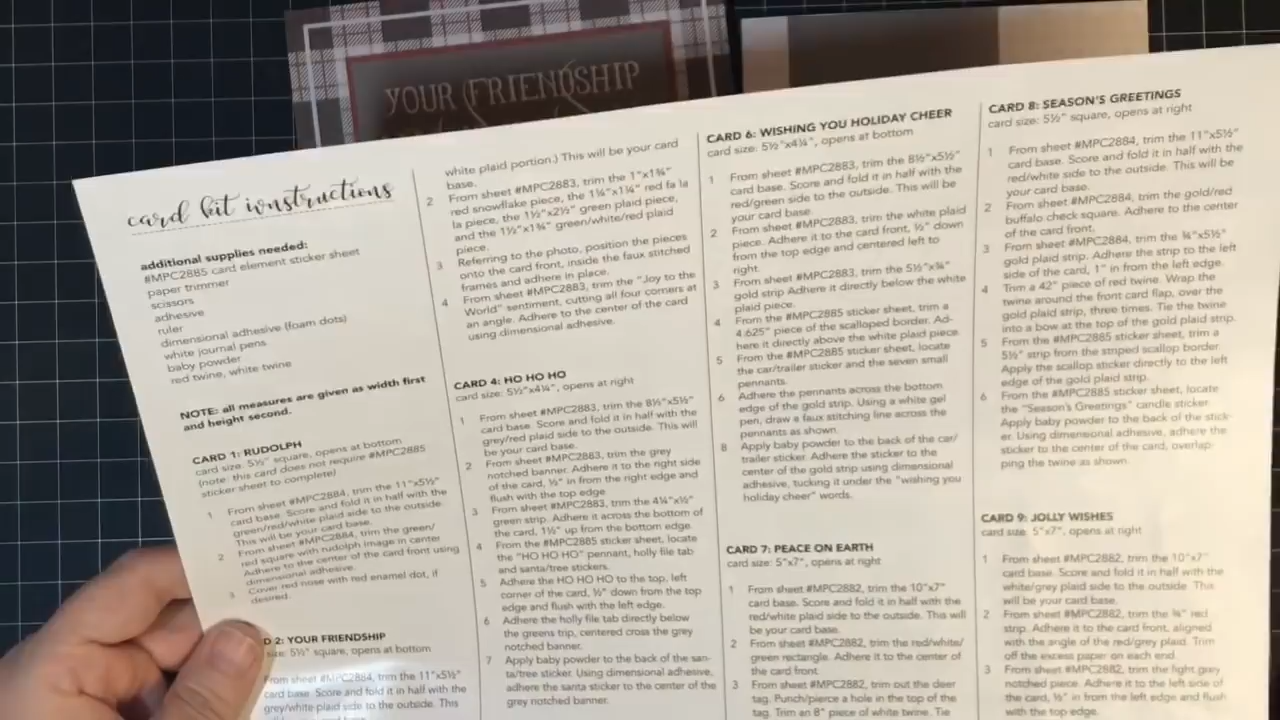 YOUR FRIENDSHIP
card kit instructions
additional supplies needed:
#MPC2885 card element sticker sheet
paper trimmer
scissors
adhesive
ruler
dimensional adhesive (foam dots)
white journal pens
baby powder
red twine, white twine
NOTE: all measures are given as width first
and height second.
CARD 1: RUDOLPH
card size: 5½" square, opens at bottom
(note: this card does not require #MPC2885
sticker sheet to complete)
1 From sheet #MPC2884, trim the 11"x5½"
card base. Score and fold it in half with the
green/red/white plaid side to the outside.
This will be your card base.
2 From sheet #MPC2884, trim the green/
red square with rudolph image in center
Adhere to the center of the card front using
dimensional adhesive.
3 Cover red nose with red enamel dot, if
desired.
D 2: YOUR FRIENDSHIP
size: 5½" square, opens at bottom
From sheet #MPC2884, trim the 11"x5½"
card base. Score and fold it in half with the
grey/white plaid side to the outside. This
white plaid portion.) This will be your card
base.
2 From sheet #MPC2883, trim the 1"x1¾"
red snowflake piece, the 1¾"x1¼" red fa la
la piece, the 1½"x2½" green plaid piece,
and the 1½"x1¾" green/white/red plaid
piece.
3 Referring to the photo, position the pieces
onto the card front, inside the faux stitched
frames and adhere in place.
4 From sheet #MPC2883, trim the "Joy to the
World" sentiment, cutting all four corners at
an angle. Adhere to the center of the card
using dimensional adhesive.
CARD 4: HO HO HO
card size: 5½"x4¼", opens at right
1 From sheet #MPC2883, trim the 8½"x5½"
card base. Score and fold it in half with the
grey/red plaid side to the outside. This will
be your card base.
2 From sheet #MPC2883, trim the grey
notched banner. Adhere it to the right side
of the card, ½" in from the right edge and
flush with the top edge.
3 From sheet #MPC2883, trim the 4¼"x½"
green strip. Adhere it across the bottom of
the card, 1½" up from the bottom edge.
4 From the #MPC2885 sticker sheet, locate
the "HO HO HO" pennant, holly file tab
and santa/tree stickers.
5 Adhere the HO HO HO to the top, left
corner of the card, ½" down from the top
edge and flush with the left edge.
6 Adhere the holly file tab directly below
the greens trip, centered cross the grey
notched banner.
7 Apply baby powder to the back of the san-
ta/tree sticker. Using dimensional adhesive,
adhere the santa sticker to the center of the
grey notched banner.
CARD 6: WISHING YOU HOLIDAY CHEER
card size: 5½"x4¼", opens at bottom
1 From sheet #MPC2883, trim the 8½"x5½"
card base. Score and fold it in half with the
red/green side to the outside. This will be
your card base.
2 From sheet #MPC2883, trim the white plaid
piece. Adhere it to the card front, ½" down
from the top edge and centered left to
right.
3 From sheet #MPC2883, trim the 5½"x¾"
gold strip Adhere it directly below the white
plaid piece.
4 From the #MPC2885 sticker sheet, trim a
4.625" piece of the scalloped border. Ad-
here it directly above the white plaid piece.
5 From the #MPC2885 sticker sheet, locate
the car/trailer sticker and the seven small
pennants.
6 Adhere the pennants across the bottom
edge of the gold strip. Using a white gel
pen, draw a faux stitching line across the
pennants as shown.
8 Apply baby powder to the back of the car/
trailer sticker. Adhere the sticker to the
center of the gold strip using dimensional
adhesive, tucking it under the "wishing you
holiday cheer" words.
CARD 7: PEACE ON EARTH
card size: 5"x7", opens at right
1 From sheet #MPC2882, trim the 10"x7"
card base. Score and fold it in half with the
red/white plaid side to the outside. This will
be your card base.
2 From sheet #MPC2882, trim the red/white/
green rectangle. Adhere it to the center of
the card front.
3 From sheet #MPC2882, trim out the deer
tag. Punch/pierce a hole in the top of the
tag. Trim an 8" piece of white twine. Tie
CARD 8: SEASON'S GREETINGS
card size: 5½" square, opens at right
1 From sheet #MPC2884, trim the 11"x5½"
card base. Score and fold it in half with the
red/white side to the outside. This will be
your card base.
2 From sheet #MPC2884, trim the gold/red
buffalo check square. Adhere to the center
of the card front.
3 From sheet #MPC2884, trim the ¾"x5½"
gold plaid strip. Adhere the strip to the left
side of the card, 1" in from the left edge.
4 Trim a 42" piece of red twine. Wrap the
twine around the front card flap, over the
gold plaid strip, three times. Tie the twine
into a bow at the top of the gold plaid strip.
5 From the #MPC2885 sticker sheet, trim a
5½" strip from the striped scallop border.
Apply the scallop sticker directly to the left
edge of the gold plaid strip.
6 From the #MPC2885 sticker sheet, locate
the "Season's Greetings" candle sticker.
Apply baby powder to the back of the stick-
er. Using dimensional adhesive, adhere the
sticker to the center of the card, overlap-
ping the twine as shown.
CARD 9: JOLLY WISHES
card size: 5"x7", opens at right
1 From sheet #MPC2882, trim the 10"x7"
card base. Score and fold it in half with the
white/grey plaid side to the outside. This
will be your card base.
2 From sheet #MPC2882, trim the ¾" red
strip. Adhere it to the card front, aligned
with the angle of the red/grey plaid. Trim
off the excess paper on each end.
3 From sheet #MPC2882, trim the light grey
notched piece. Adhere it to the left side of
the card, ½" in from the left edge and flush
with the top edge.